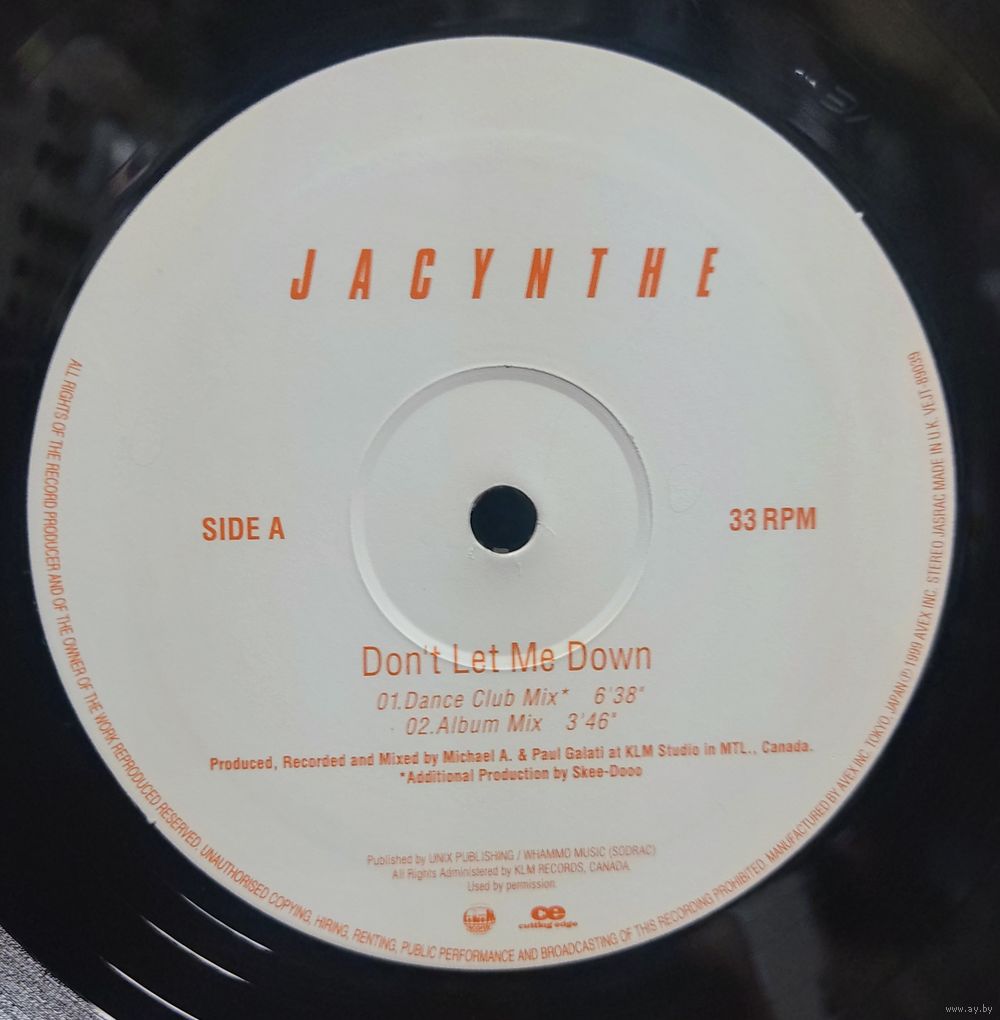 JACYNTHE
SIDE A
33 RPM
Don't Let Me Down
01.Dance Club Mix* 6'38"
02.Album Mix 3'46"
Produced, Recorded and Mixed by Michael A. & Paul Galati at KLM Studio in MTL., Canada.
*Additional Production by Skee-Dooo
Published by UNIX PUBLISHING / WHAMMO MUSIC (SODRAC)
All Rights Administered by KLM RECORDS, CANADA.
Used by permission.
ce
cutting edge
ALL RIGHTS OF THE RECORD PRODUCER AND OF THE OWNER OF THE WORK REPRODUCED RESERVED. UNAUTHORISED COPYING, HIRING, RENTING, PUBLIC PERFORMANCE AND BROADCASTING OF THIS RECORDING PROHIBITED. MANUFACTURED BY AVEX INC. TOKYO, JAPAN ℗ 1999 AVEX INC. STEREO JASRAC MADE IN U.K. VEJT-89039
www.ay.by